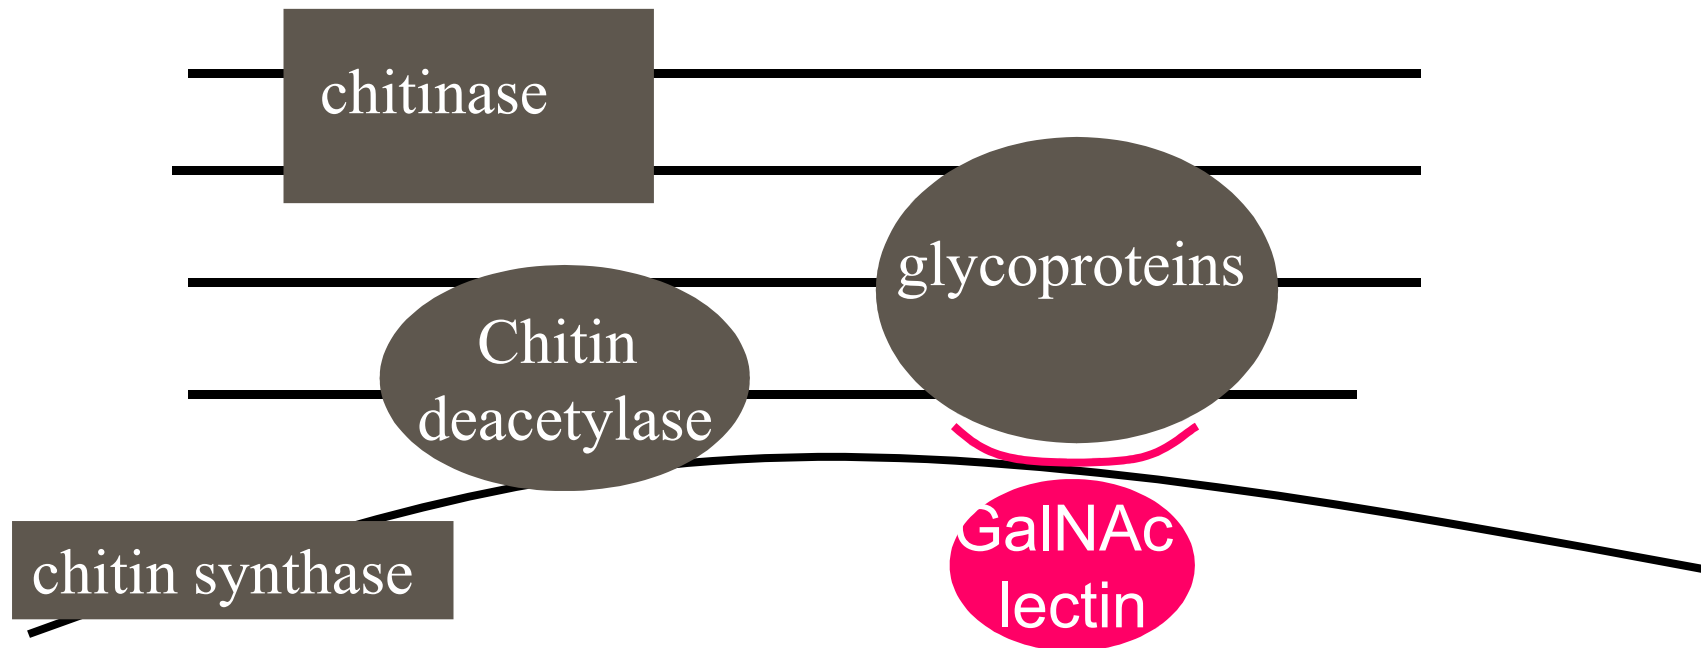 chitinase
glycoproteins
Chitin
deacetylase
GalNAc
lectin
chitin synthase